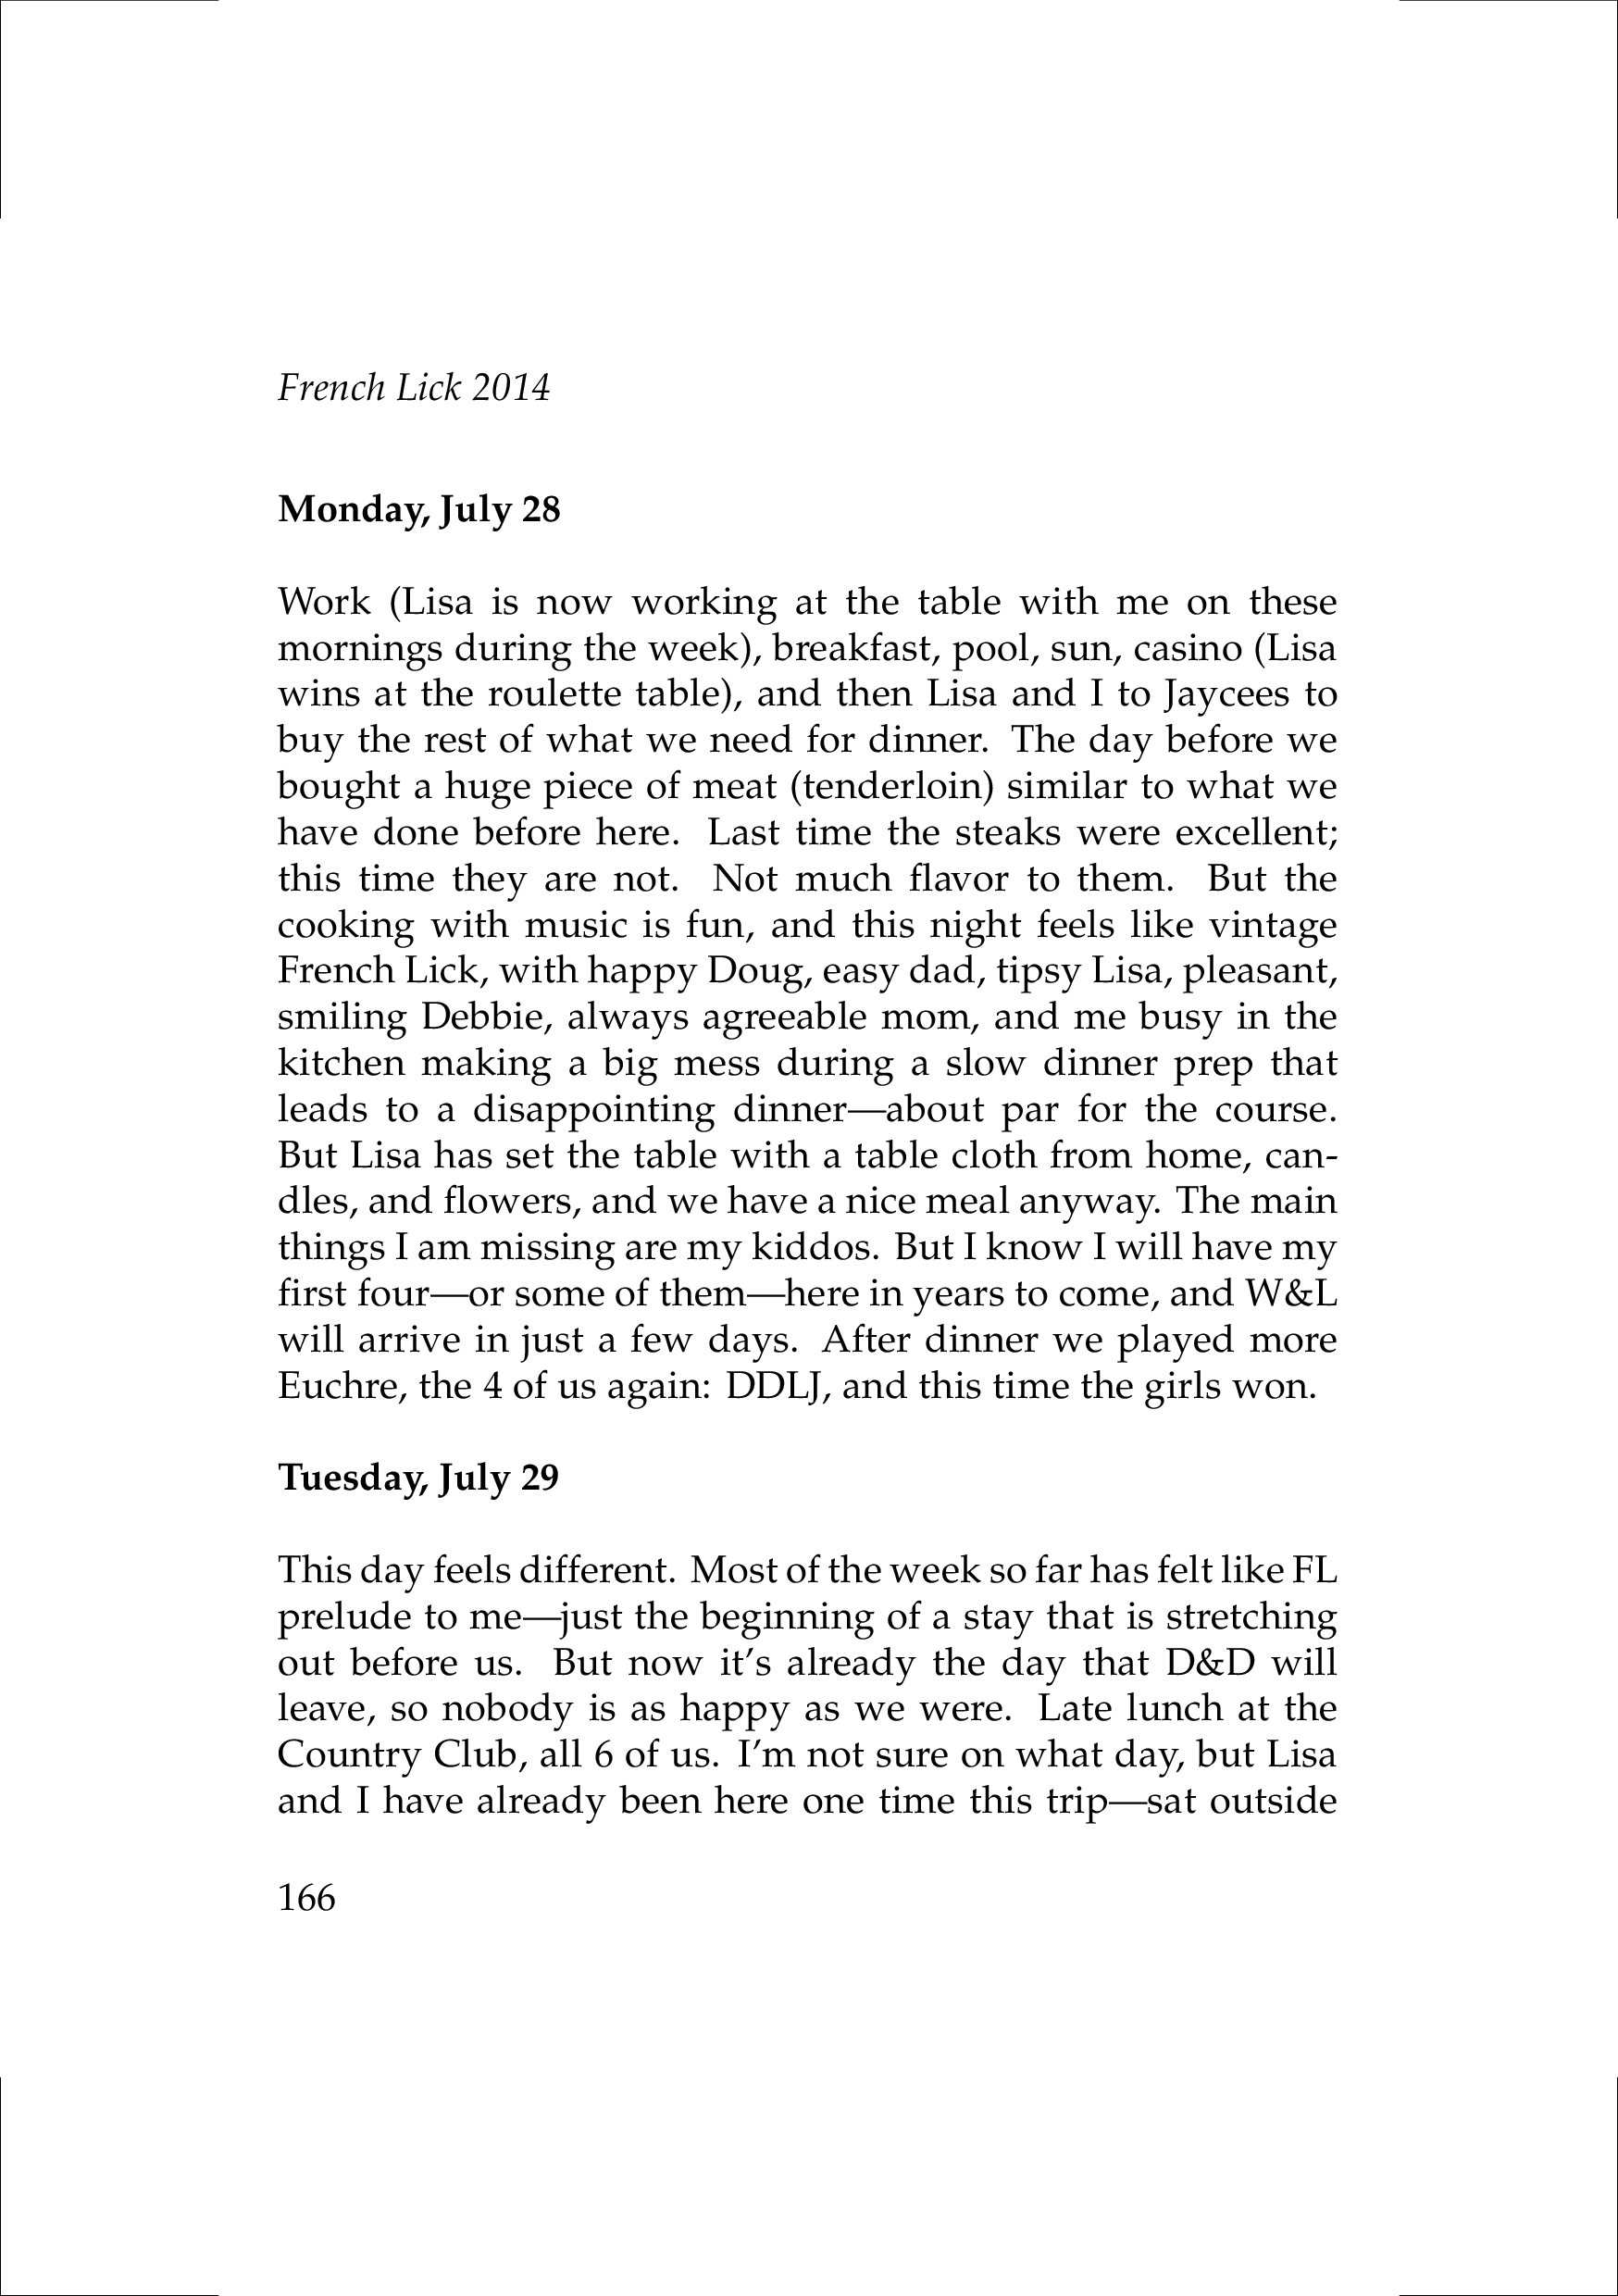 French Lick 2014
Monday, July 28
Work (Lisa is now working at the table with me on these
mornings during the week), breakfast, pool, sun, casino (Lisa
wins at the roulette table), and then Lisa and I to Jaycees to
buy the rest of what we need for dinner. The day before we
bought a huge piece of meat (tenderloin) similar to what we
have done before here. Last time the steaks were excellent;
this time they are not. Not much flavor to them. But the
cooking with music is fun, and this night feels like vintage
French Lick, with happy Doug, easy dad, tipsy Lisa, pleasant,
smiling Debbie, always agreeable mom, and me busy in the
kitchen making a big mess during a slow dinner prep that
leads to a disappointing dinner—about par for the course.
But Lisa has set the table with a table cloth from home, can-
dles, and flowers, and we have a nice meal anyway. The main
things I am missing are my kiddos. But I know I will have my
first four—or some of them—here in years to come, and W&L
will arrive in just a few days. After dinner we played more
Euchre, the 4 of us again: DDLJ, and this time the girls won.
Tuesday, July 29
This day feels different. Most of the week so far has felt like FL
prelude to me—just the beginning of a stay that is stretching
out before us. But now it's already the day that D&D will
leave, so nobody is as happy as we were. Late lunch at the
Country Club, all 6 of us. I'm not sure on what day, but Lisa
and I have already been here one time this trip—sat outside
166